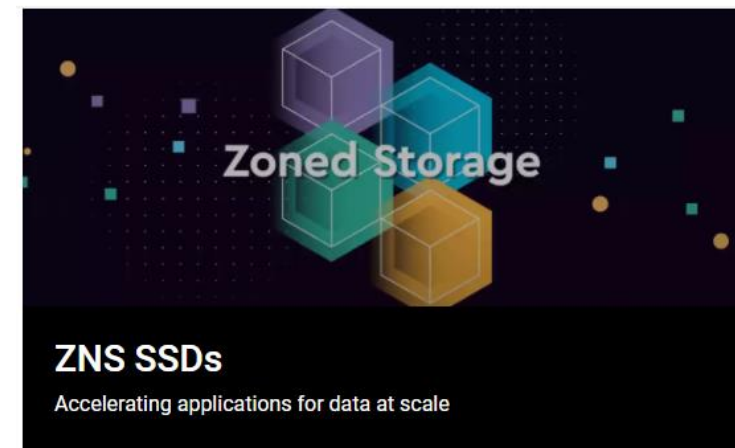 Zoned Storage
ZNS SSDs
Accelerating applications for data at scale